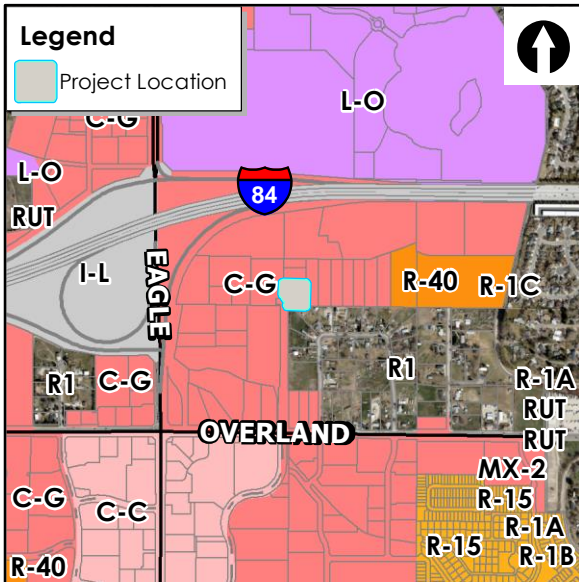 Legend
Project Location
C-G
L-O
L-O
RUT
84
I-L
EAGLE
C-G
R-40
R-1C
R1
C-G
R1
R-1A
RUT
OVERLAND
RUT
MX-2
C-G
C-C
R-15
R-1A
R-15
R-1B
R-40